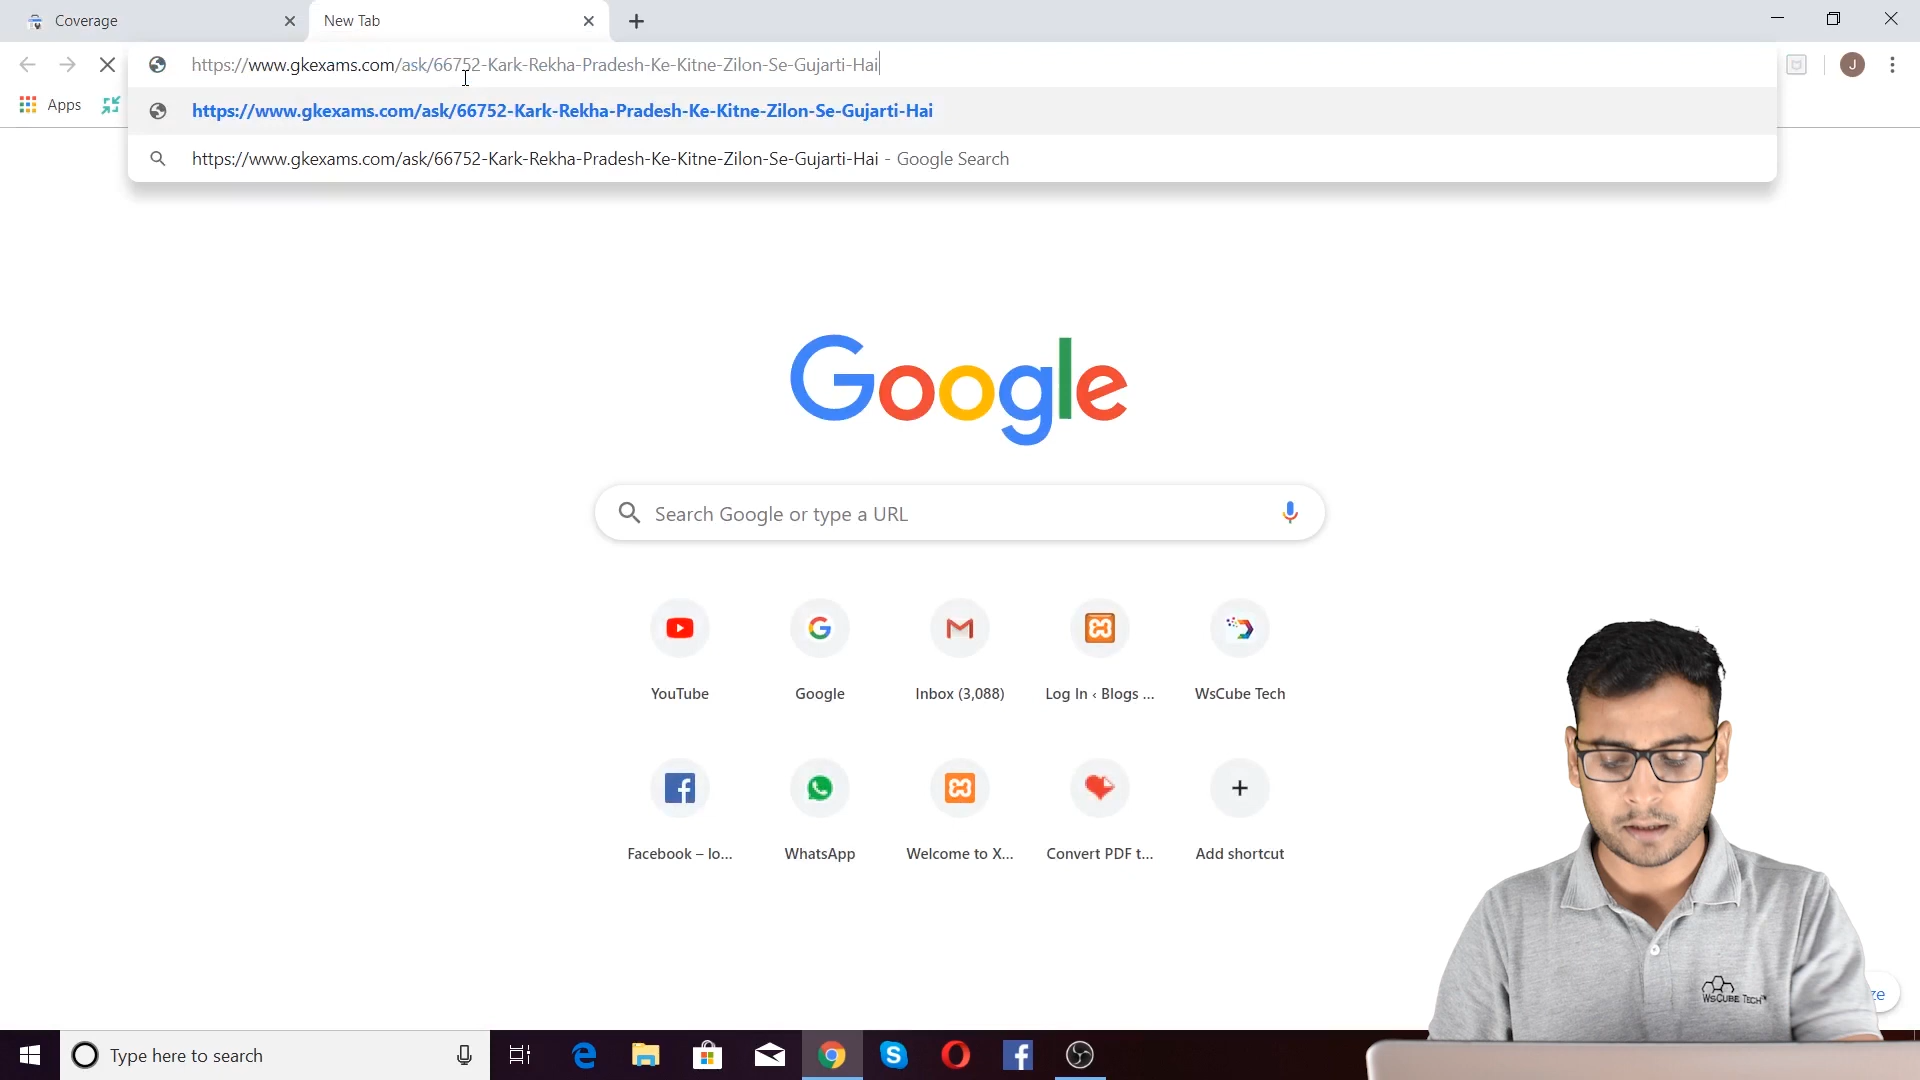 Coverage
New Tab
https://www.gkexams.com/ask/66752-Kark-Rekha-Pradesh-Ke-Kitne-Zilon-Se-Gujarti-Hai
J
Apps
https://www.gkexams.com/ask/66752-Kark-Rekha-Pradesh-Ke-Kitne-Zilon-Se-Gujarti-Hai
https://www.gkexams.com/ask/66752-Kark-Rekha-Pradesh-Ke-Kitne-Zilon-Se-Gujarti-Hai - Google Search
Google
Search Google or type a URL
YouTube
Google
Inbox (3,088)
Log In ‹ Blogs ...
WsCube Tech
Facebook – lo...
WhatsApp
Welcome to X...
Convert PDF t...
Add shortcut
WsCube Tech
ze
Type here to search